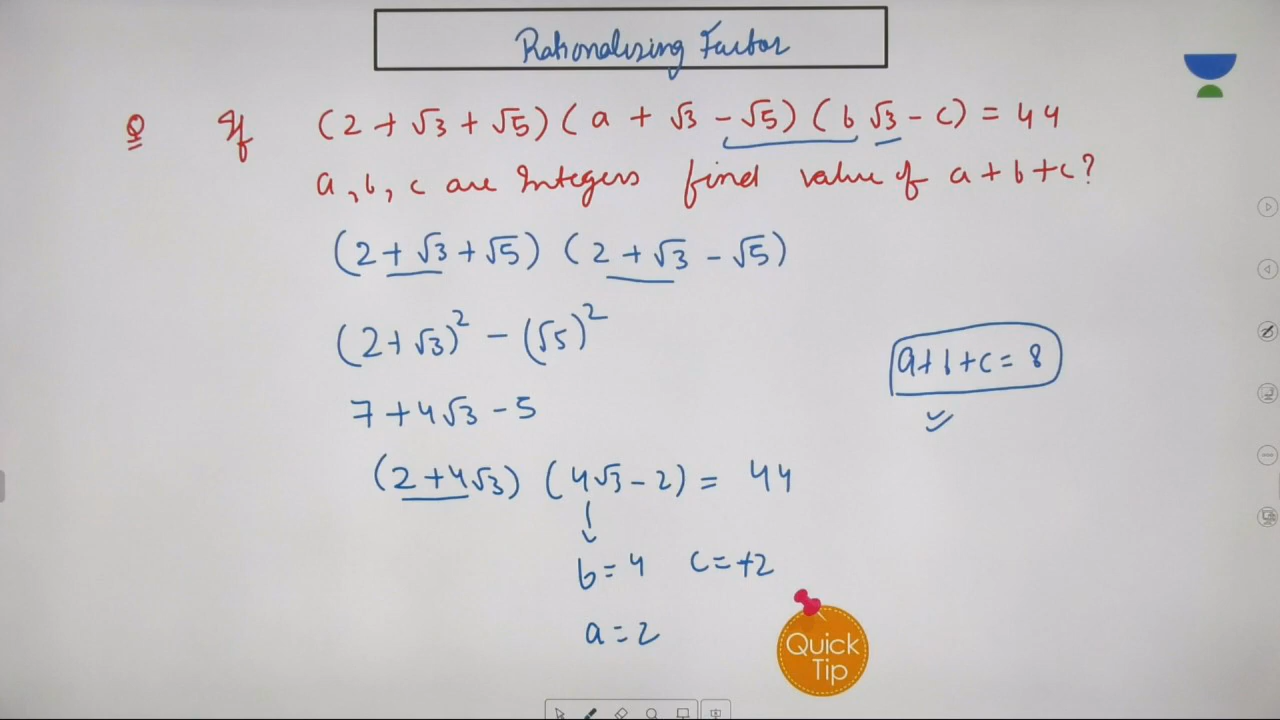 Rationalizing Factor
Q If (2 + √3 + √5) (a + √3 - √5) (b √3 - c) = 44
a, b, c are Integers find value of a + b + c?
(2 + √3 + √5) (2 + √3 - √5)
(2 + √3)² - (√5)²
a + b + c = 8
7 + 4√3 - 5
(2 + 4√3) (4√3 - 2) = 44
b = 4 c = +2
a = 2
Quick
Tip